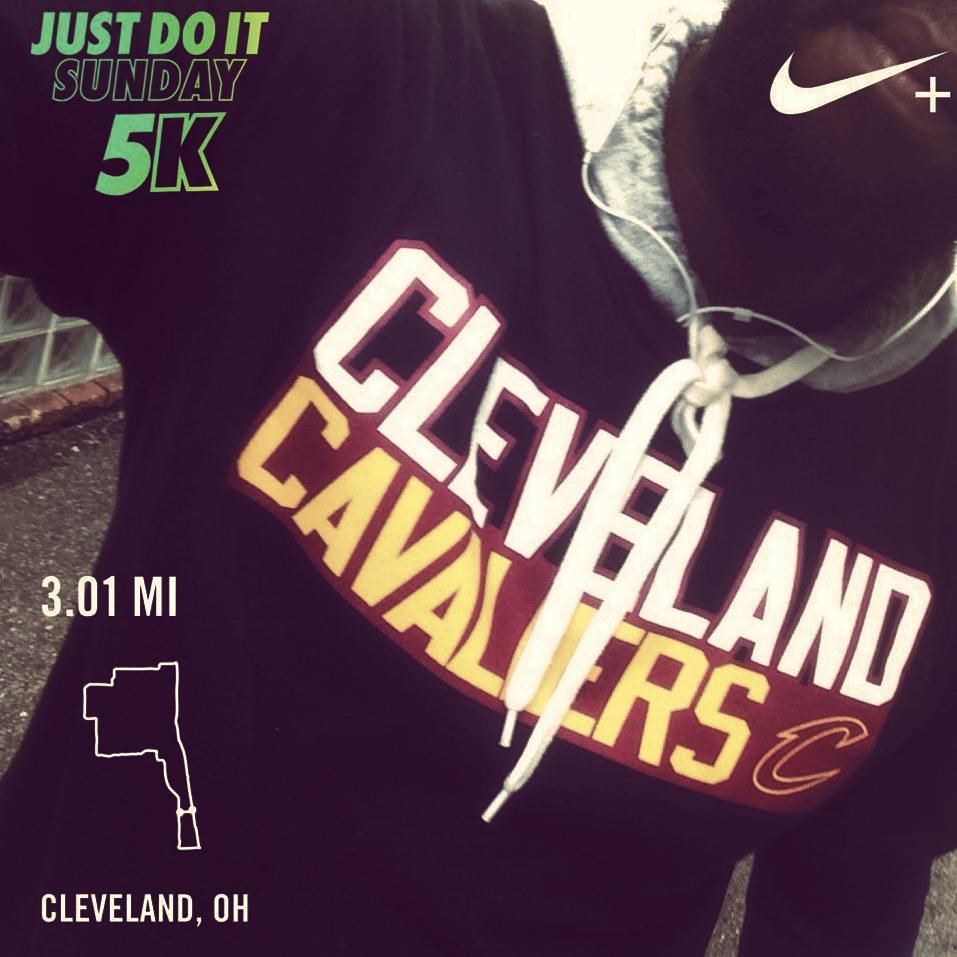 JUST DO IT
SUNDAY
5K
+
CLEVELAND
CAVALIERS
C
3.01 MI
CLEVELAND, OH